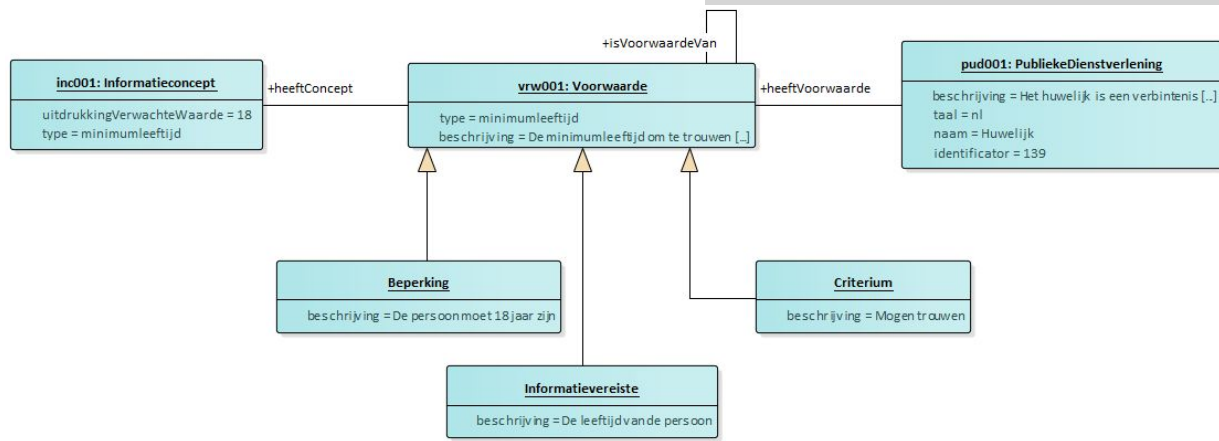 +isVoorwaardeVan
inc001: Informatieconcept
uitdrukkingVerwachteWaarde = 18
type = minimumleeftijd
+heeftConcept
vrw001: Voorwaarde
type = minimumleeftijd
beschrijving = De minimumleeftijd om te trouwen [..]
+heeftVoorwaarde
pud001: PubliekeDienstverlening
beschrijving = Het huwelijk is een verbintenis [..]
taal = nl
naam = Huwelijk
identificator = 139
Beperking
beschrijving = De persoon moet 18 jaar zijn
Criterium
beschrijving = Mogen trouwen
Informatievereiste
beschrijving = De leeftijd van de persoon